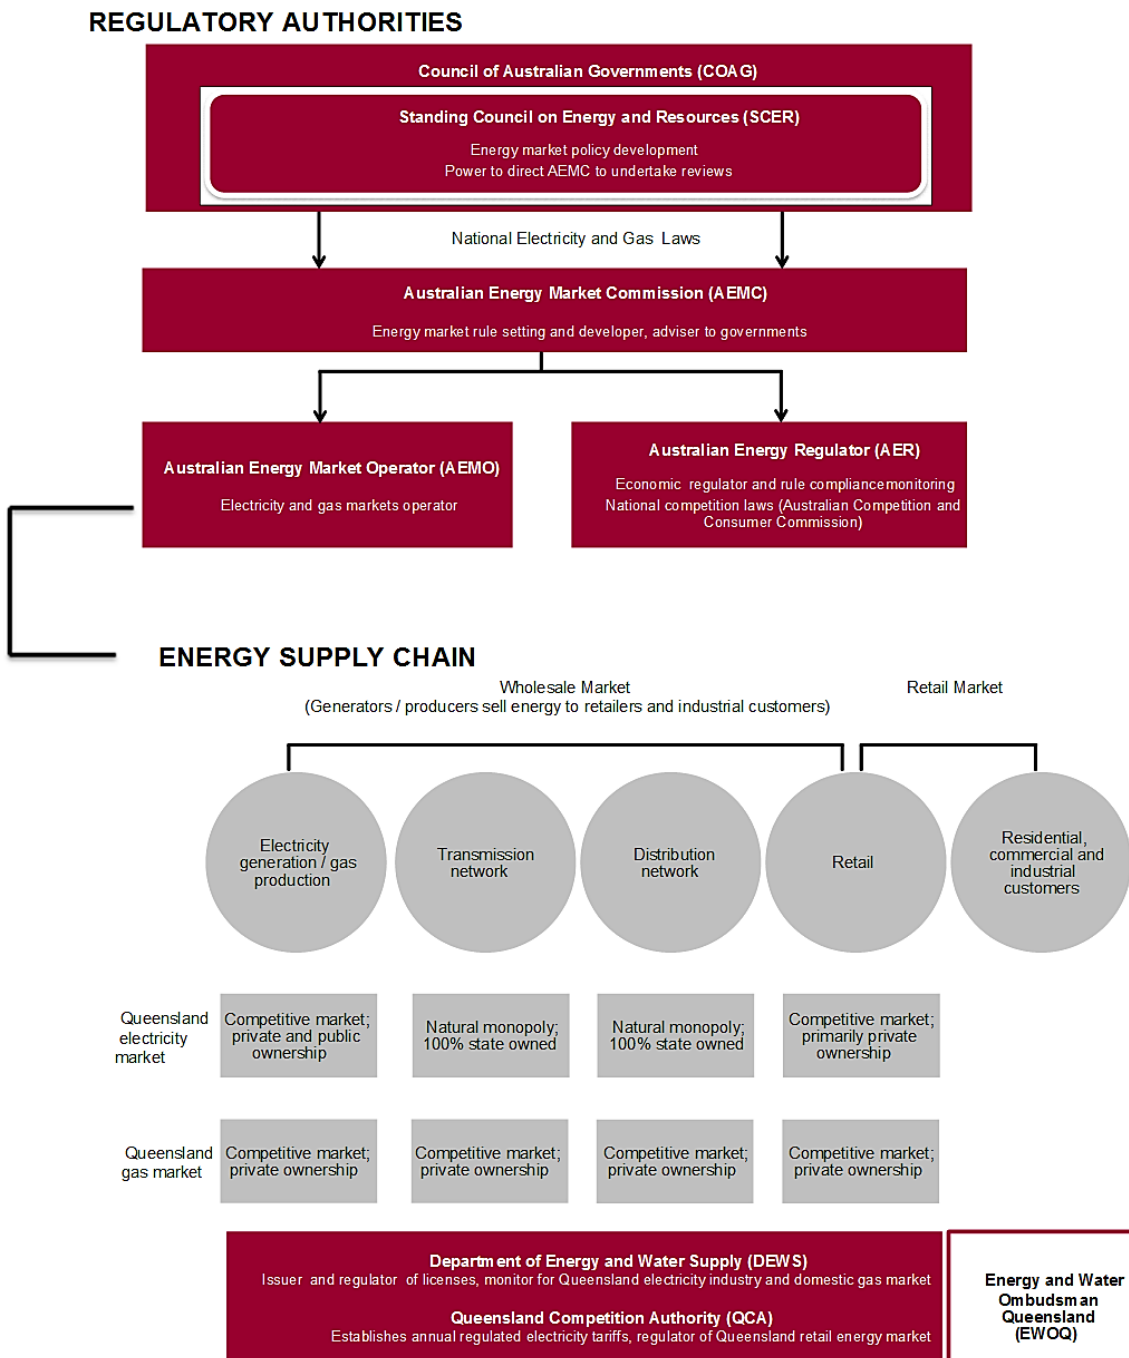 REGULATORY AUTHORITIES
Council of Australian Governments (COAG)
Standing Council on Energy and Resources (SCER)
Energy market policy development
Power to direct AEMC to undertake reviews
National Electricity and Gas Laws
Australian Energy Market Commission (AEMC)
Energy market rule setting and developer, adviser to governments
Australian Energy Market Operator (AEMO)
Electricity and gas markets operator
Australian Energy Regulator (AER)
Economic regulator and rule compliance monitoring
National competition laws (Australian Competition and
Consumer Commission)
ENERGY SUPPLY CHAIN
Wholesale Market
(Generators / producers sell energy to retailers and industrial customers)
Retail Market
Electricity
generation / gas
production
Transmission
network
Distribution
network
Retail
Residential,
commercial and
industrial
customers
Queensland
electricity
market
Competitive market;
private and public
ownership
Natural monopoly;
100% state owned
Natural monopoly;
100% state owned
Competitive market;
primarily private
ownership
Queensland
gas market
Competitive market;
private ownership
Competitive market;
private ownership
Competitive market;
private ownership
Competitive market;
private ownership
Department of Energy and Water Supply (DEWS)
Issuer and regulator of licenses, monitor for Queensland electricity industry and domestic gas market
Queensland Competition Authority (QCA)
Establishes annual regulated electricity tariffs, regulator of Queensland retail energy market
Energy and Water
Ombudsman
Queensland
(EWOQ)